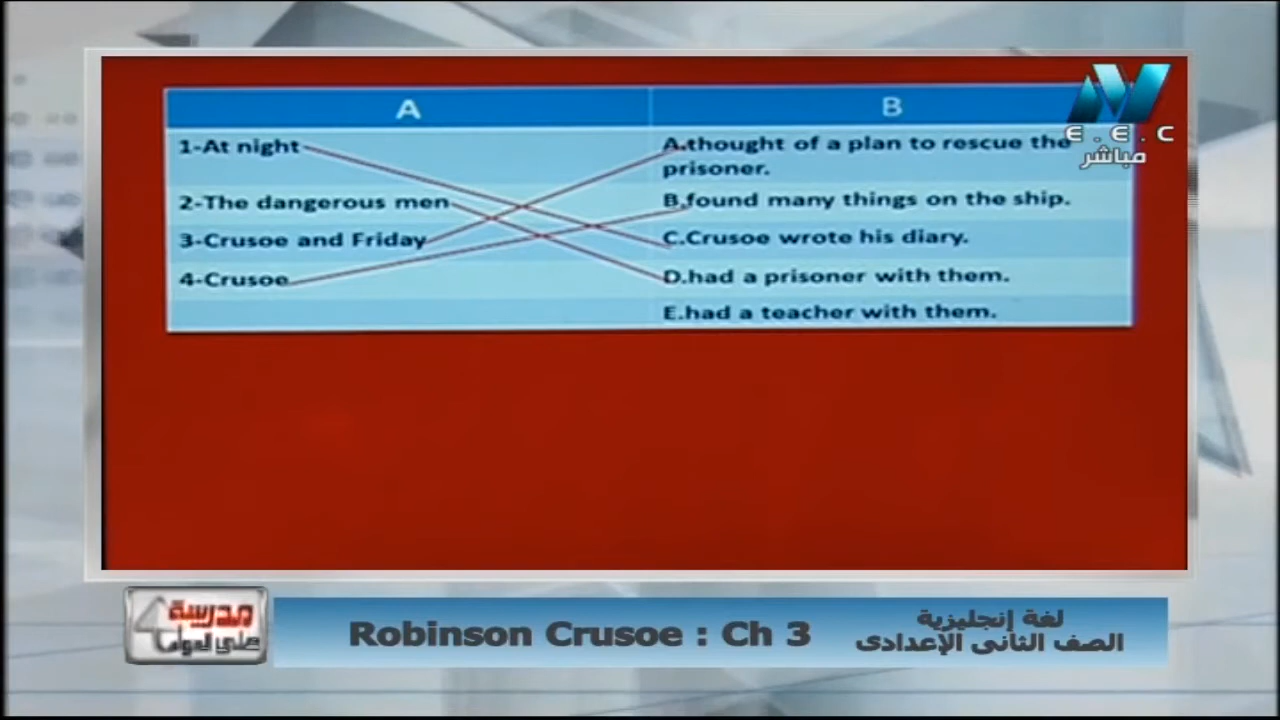 A
B
1-At night
A.thought of a plan to rescue the
prisoner.
2-The dangerous men
B.found many things on the ship.
3-Crusoe and Friday
C.Crusoe wrote his diary.
4-Crusoe
D.had a prisoner with them.
E.had a teacher with them.
E.E.C
مباشر
مدرسة
على الهواء
Robinson Crusoe : Ch 3
لغة إنجليزية
الصف الثانى الإعدادى